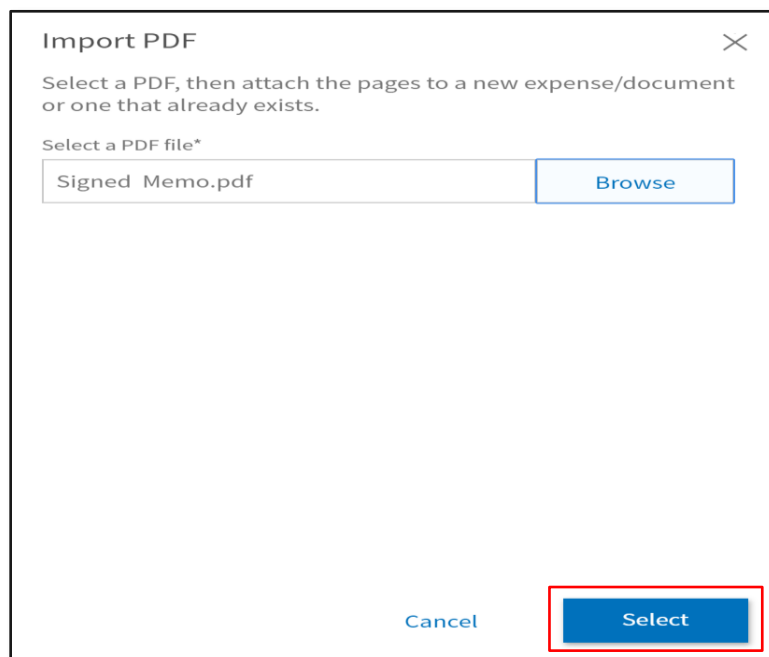 Import PDF
Select a PDF, then attach the pages to a new expense/document
or one that already exists.
Select a PDF file*
Signed Memo.pdf
Browse
Cancel
Select